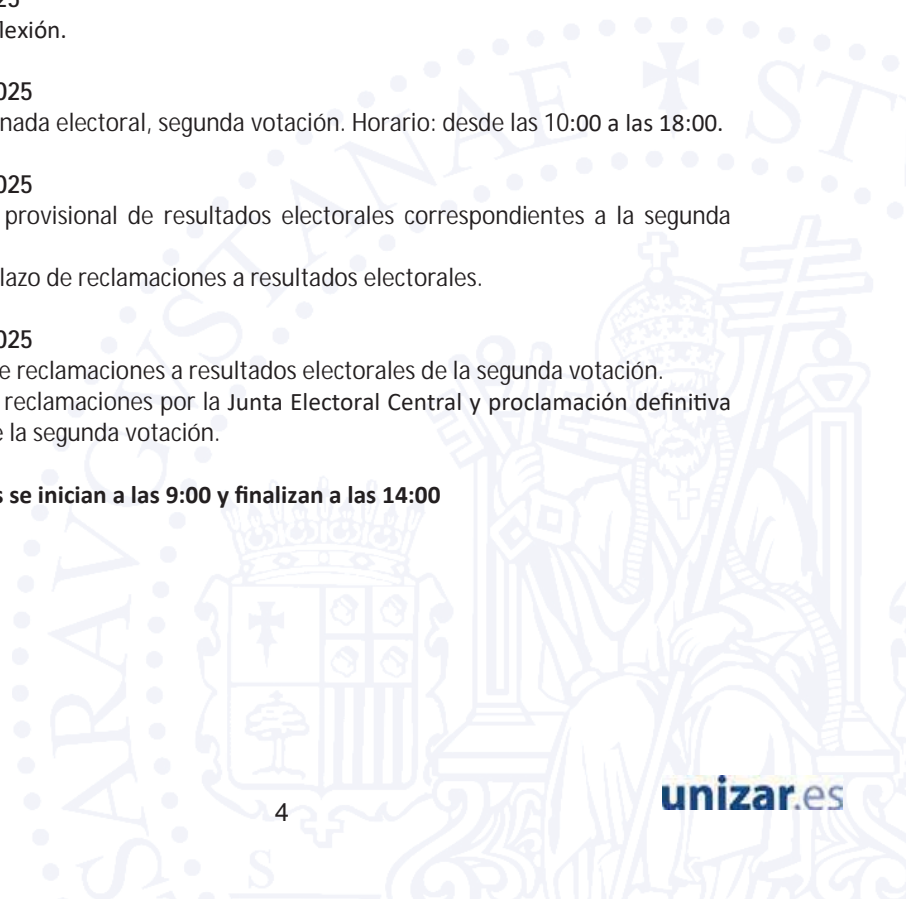 25
lexión.
025
nada electoral, segunda votación. Horario: desde las 10:00 a las 18:00.
025
provisional de resultados electorales correspondientes a la segunda
lazo de reclamaciones a resultados electorales.
025
e reclamaciones a resultados electorales de la segunda votación.
reclamaciones por la Junta Electoral Central y proclamación definitiva
e la segunda votación.
s se inician a las 9:00 y finalizan a las 14:00
SARAVGVSTANAE ST
S
4
unizar.es